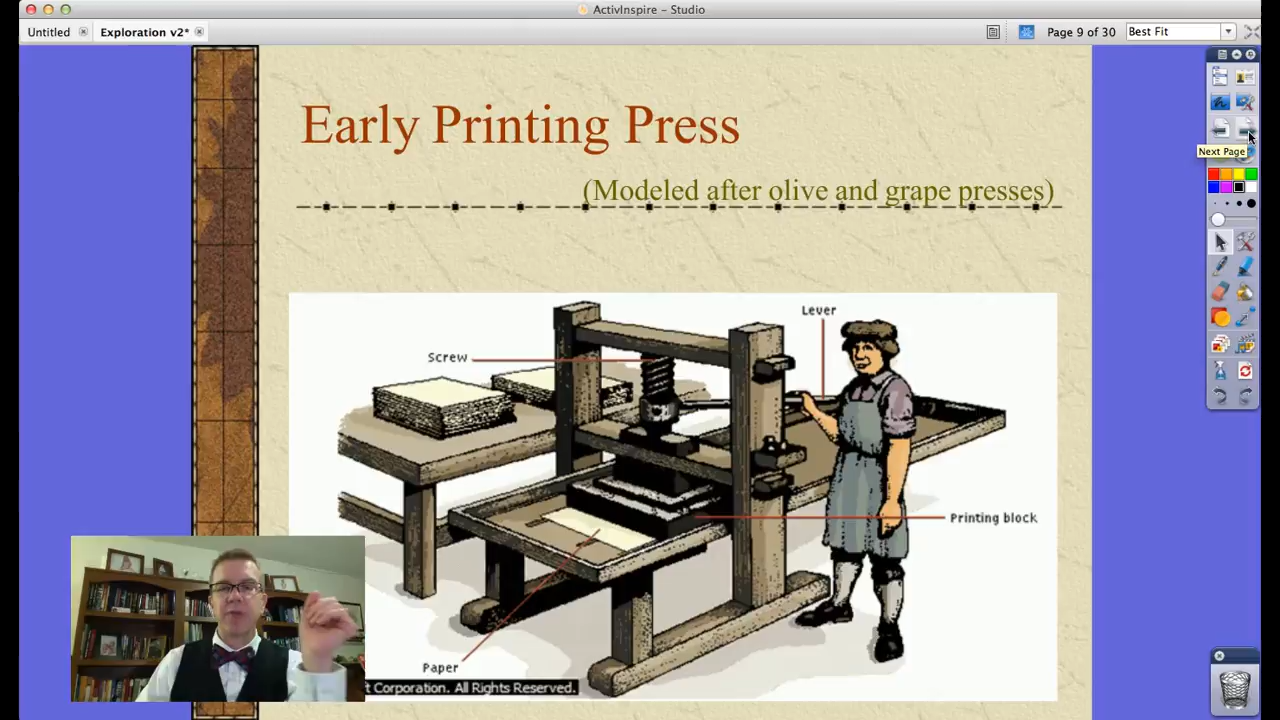 ActivInspire – Studio
Untitled
Exploration v2*
Page 9 of 30
Best Fit
Next Page
Early Printing Press
(Modeled after olive and grape presses)
Lever
Screw
Printing block
Paper
t Corporation. All Rights Reserved.